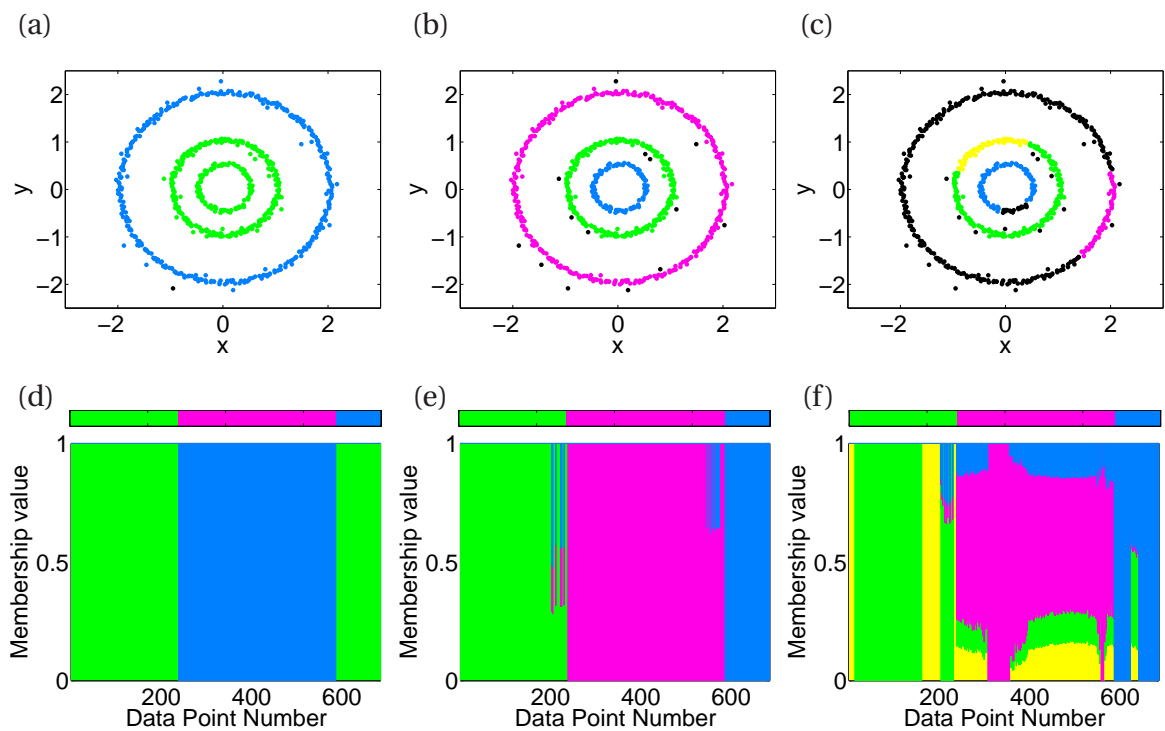 (a) (b) (c)
2 2 2
1 1 1
y 0 y 0 y 0
−1 −1 −1
−2 −2 −2
−2 0 2 −2 0 2 −2 0 2
x x x
(d) (e) (f)
1 1 1
Membership value Membership value Membership value
0.5 0.5 0.5
0 0 0
200 400 600 200 400 600 200 400 600
Data Point Number Data Point Number Data Point Number